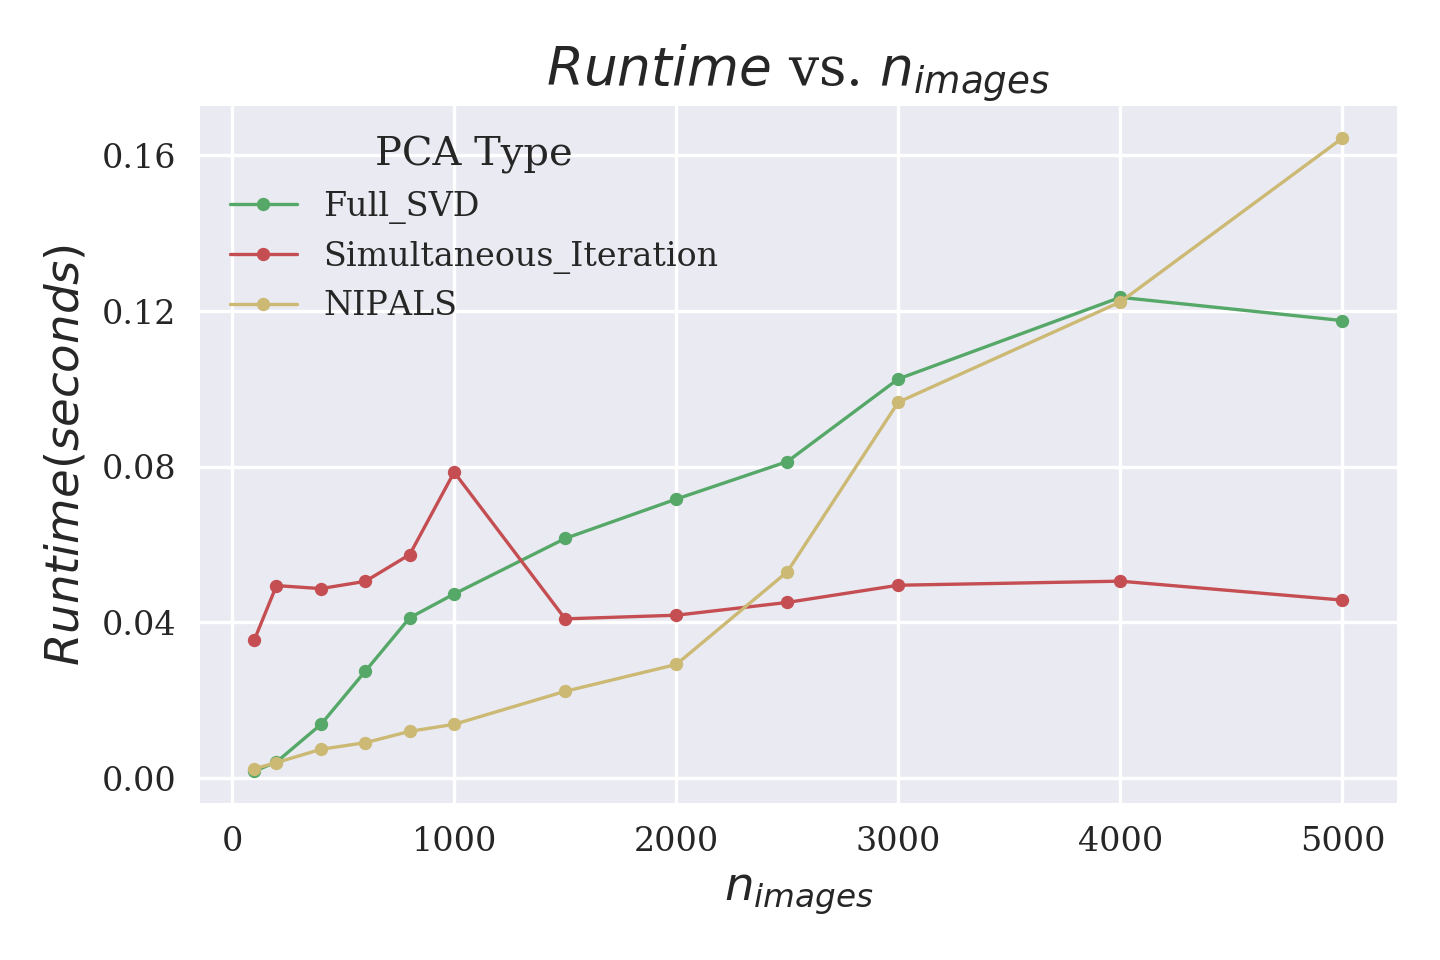 Runtime vs. n_images
PCA Type
Full_SVD
Simultaneous_Iteration
NIPALS
Runtime(seconds)
0.16
0.12
0.08
0.04
0.00
0 1000 2000 3000 4000 5000
n_images